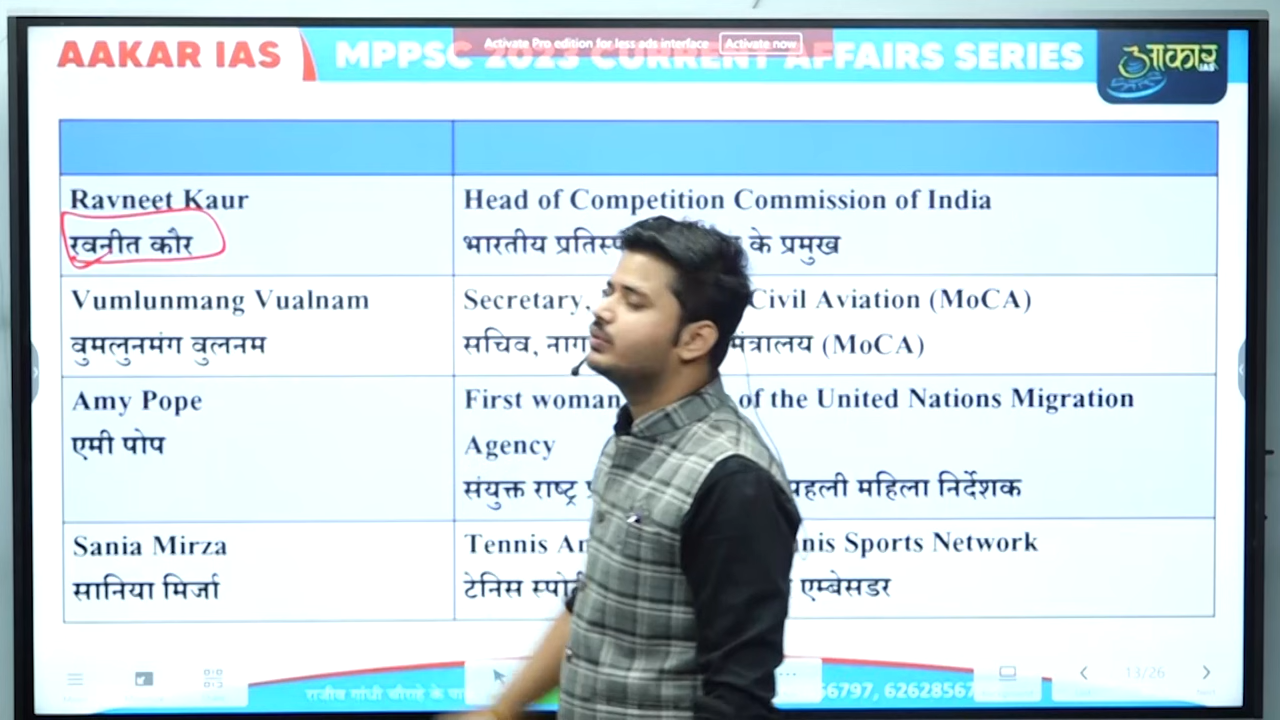 AAKAR IAS
MPPSC 2023 CURRENT AFFAIRS SERIES
Activate Pro edition for less ads interface
Activate now
आकार
IAS
Ravneet Kaur
Head of Competition Commission of India
रवनीत कौर
भारतीय के प्रमुख
Vumlunmang Vualnam
Secretary, Civil Aviation (MoCA)
वुमलुनमंग वुलनम
सचिव, मंत्रालय (MoCA)
Amy Pope
First woman of the United Nations Migration
Agency
एमी पोप
संयुक्त राष्ट्र पहली महिला निर्देशक
Sania Mirza
Tennis Sports Network
सानिया मिर्जा
टेनिस एम्बेसडर
राजीव गांधी चौराहे के पास
13/26